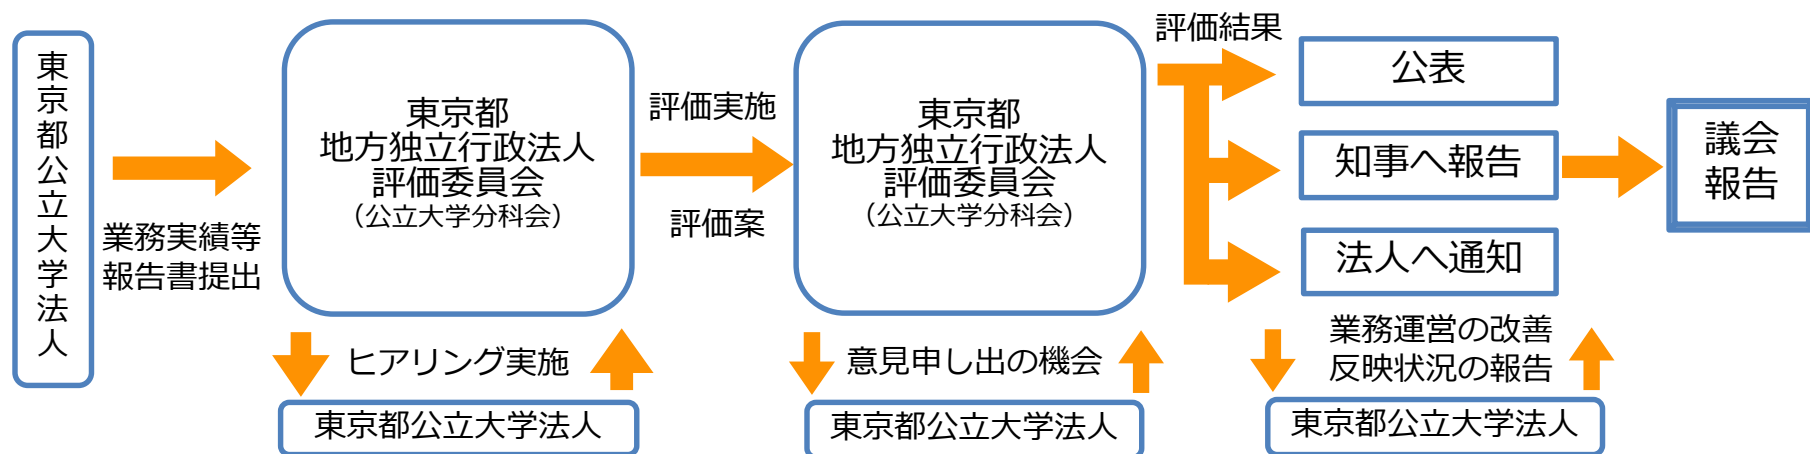 東京都公立大学法人
業務実績等
報告書提出
東京都
地方独立行政法人
評価委員会
（公立大学分科会）
ヒアリング実施
東京都公立大学法人
評価実施
評価案
東京都
地方独立行政法人
評価委員会
（公立大学分科会）
意見申し出の機会
東京都公立大学法人
評価結果
公表
知事へ報告
法人へ通知
業務運営の改善
反映状況の報告
東京都公立大学法人
議会
報告